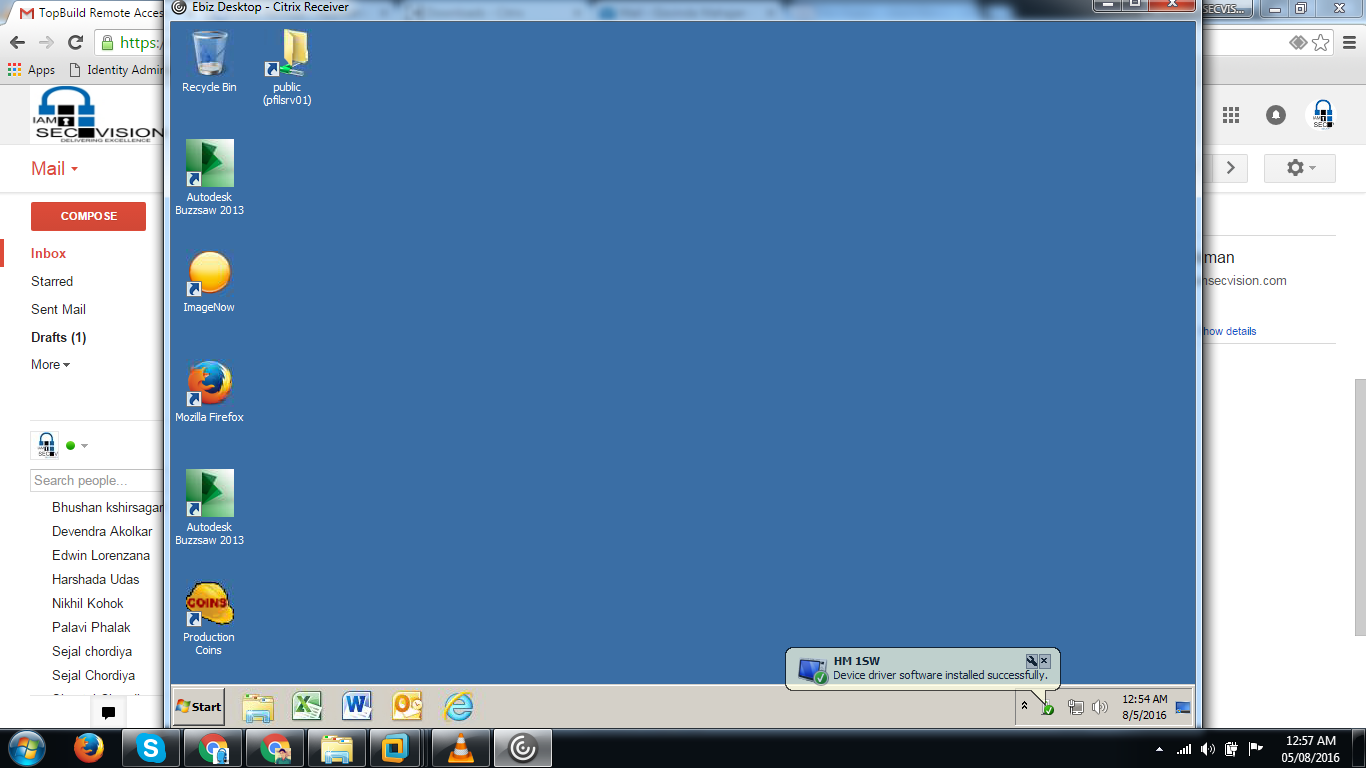 TopBuild Remote Acces
Ebiz Desktop - Citrix Receiver
SECVIS...
https:/
Apps
Identity Admin
IAM
SEC VISION
DELIVERING EXCELLENCE
Mail
COMPOSE
Inbox
Starred
Sent Mail
Drafts (1)
More
Search people...
Bhushan kshirsagar
Devendra Akolkar
Edwin Lorenzana
Harshada Udas
Nikhil Kohok
Palavi Phalak
Sejal chordiya
Sejal Chordiya
Recycle Bin
public
(pfilsrv01)
Autodesk
Buzzsaw 2013
ImageNow
Mozilla Firefox
Autodesk
Buzzsaw 2013
COINS
Production
Coins
man
nsecvision.com
how details
HM 1SW
Device driver software installed successfully.
Start
12:54 AM
8/5/2016
12:57 AM
05/08/2016